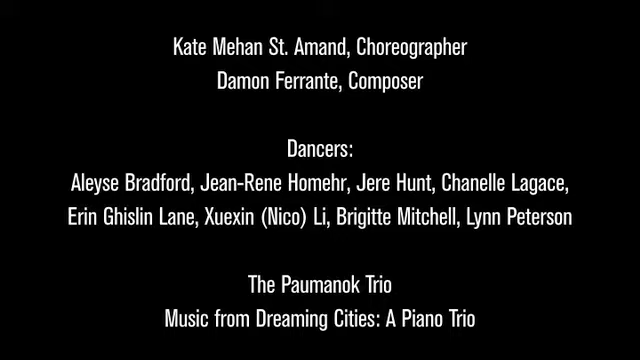 Kate Mehan St. Amand, Choreographer
Damon Ferrante, Composer
Dancers:
Aleyse Bradford, Jean-Rene Homehr, Jere Hunt, Chanelle Lagace,
Erin Ghislin Lane, Xuexin (Nico) Li, Brigitte Mitchell, Lynn Peterson
The Paumanok Trio
Music from Dreaming Cities: A Piano Trio